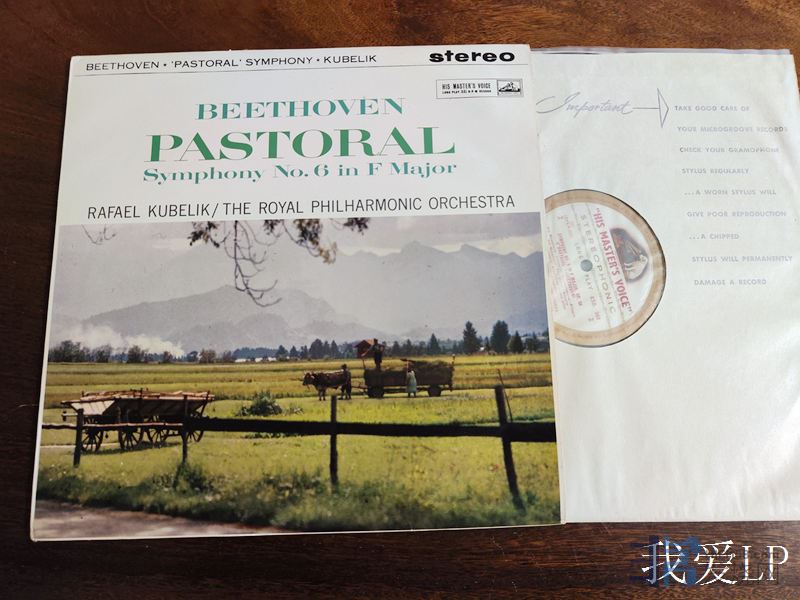 BEETHOVEN • 'PASTORAL' SYMPHONY • KUBELIK
stereo
HIS MASTER'S VOICE
BEETHOVEN
PASTORAL
Symphony No. 6 in F Major
RAFAEL KUBELIK/THE ROYAL PHILHARMONIC ORCHESTRA
Important
TAKE GOOD CARE OF
YOUR MICROGROOVE RECORDS
CHECK YOUR GRAMOPHONE
STYLUS REGULARLY
...A WORN STYLUS WILL
GIVE POOR REPRODUCTION
...A CHIPPED
STYLUS WILL PERMANENTLY
DAMAGE A RECORD
"HIS MASTER'S VOICE"
STEREOPHONIC
我爱LP